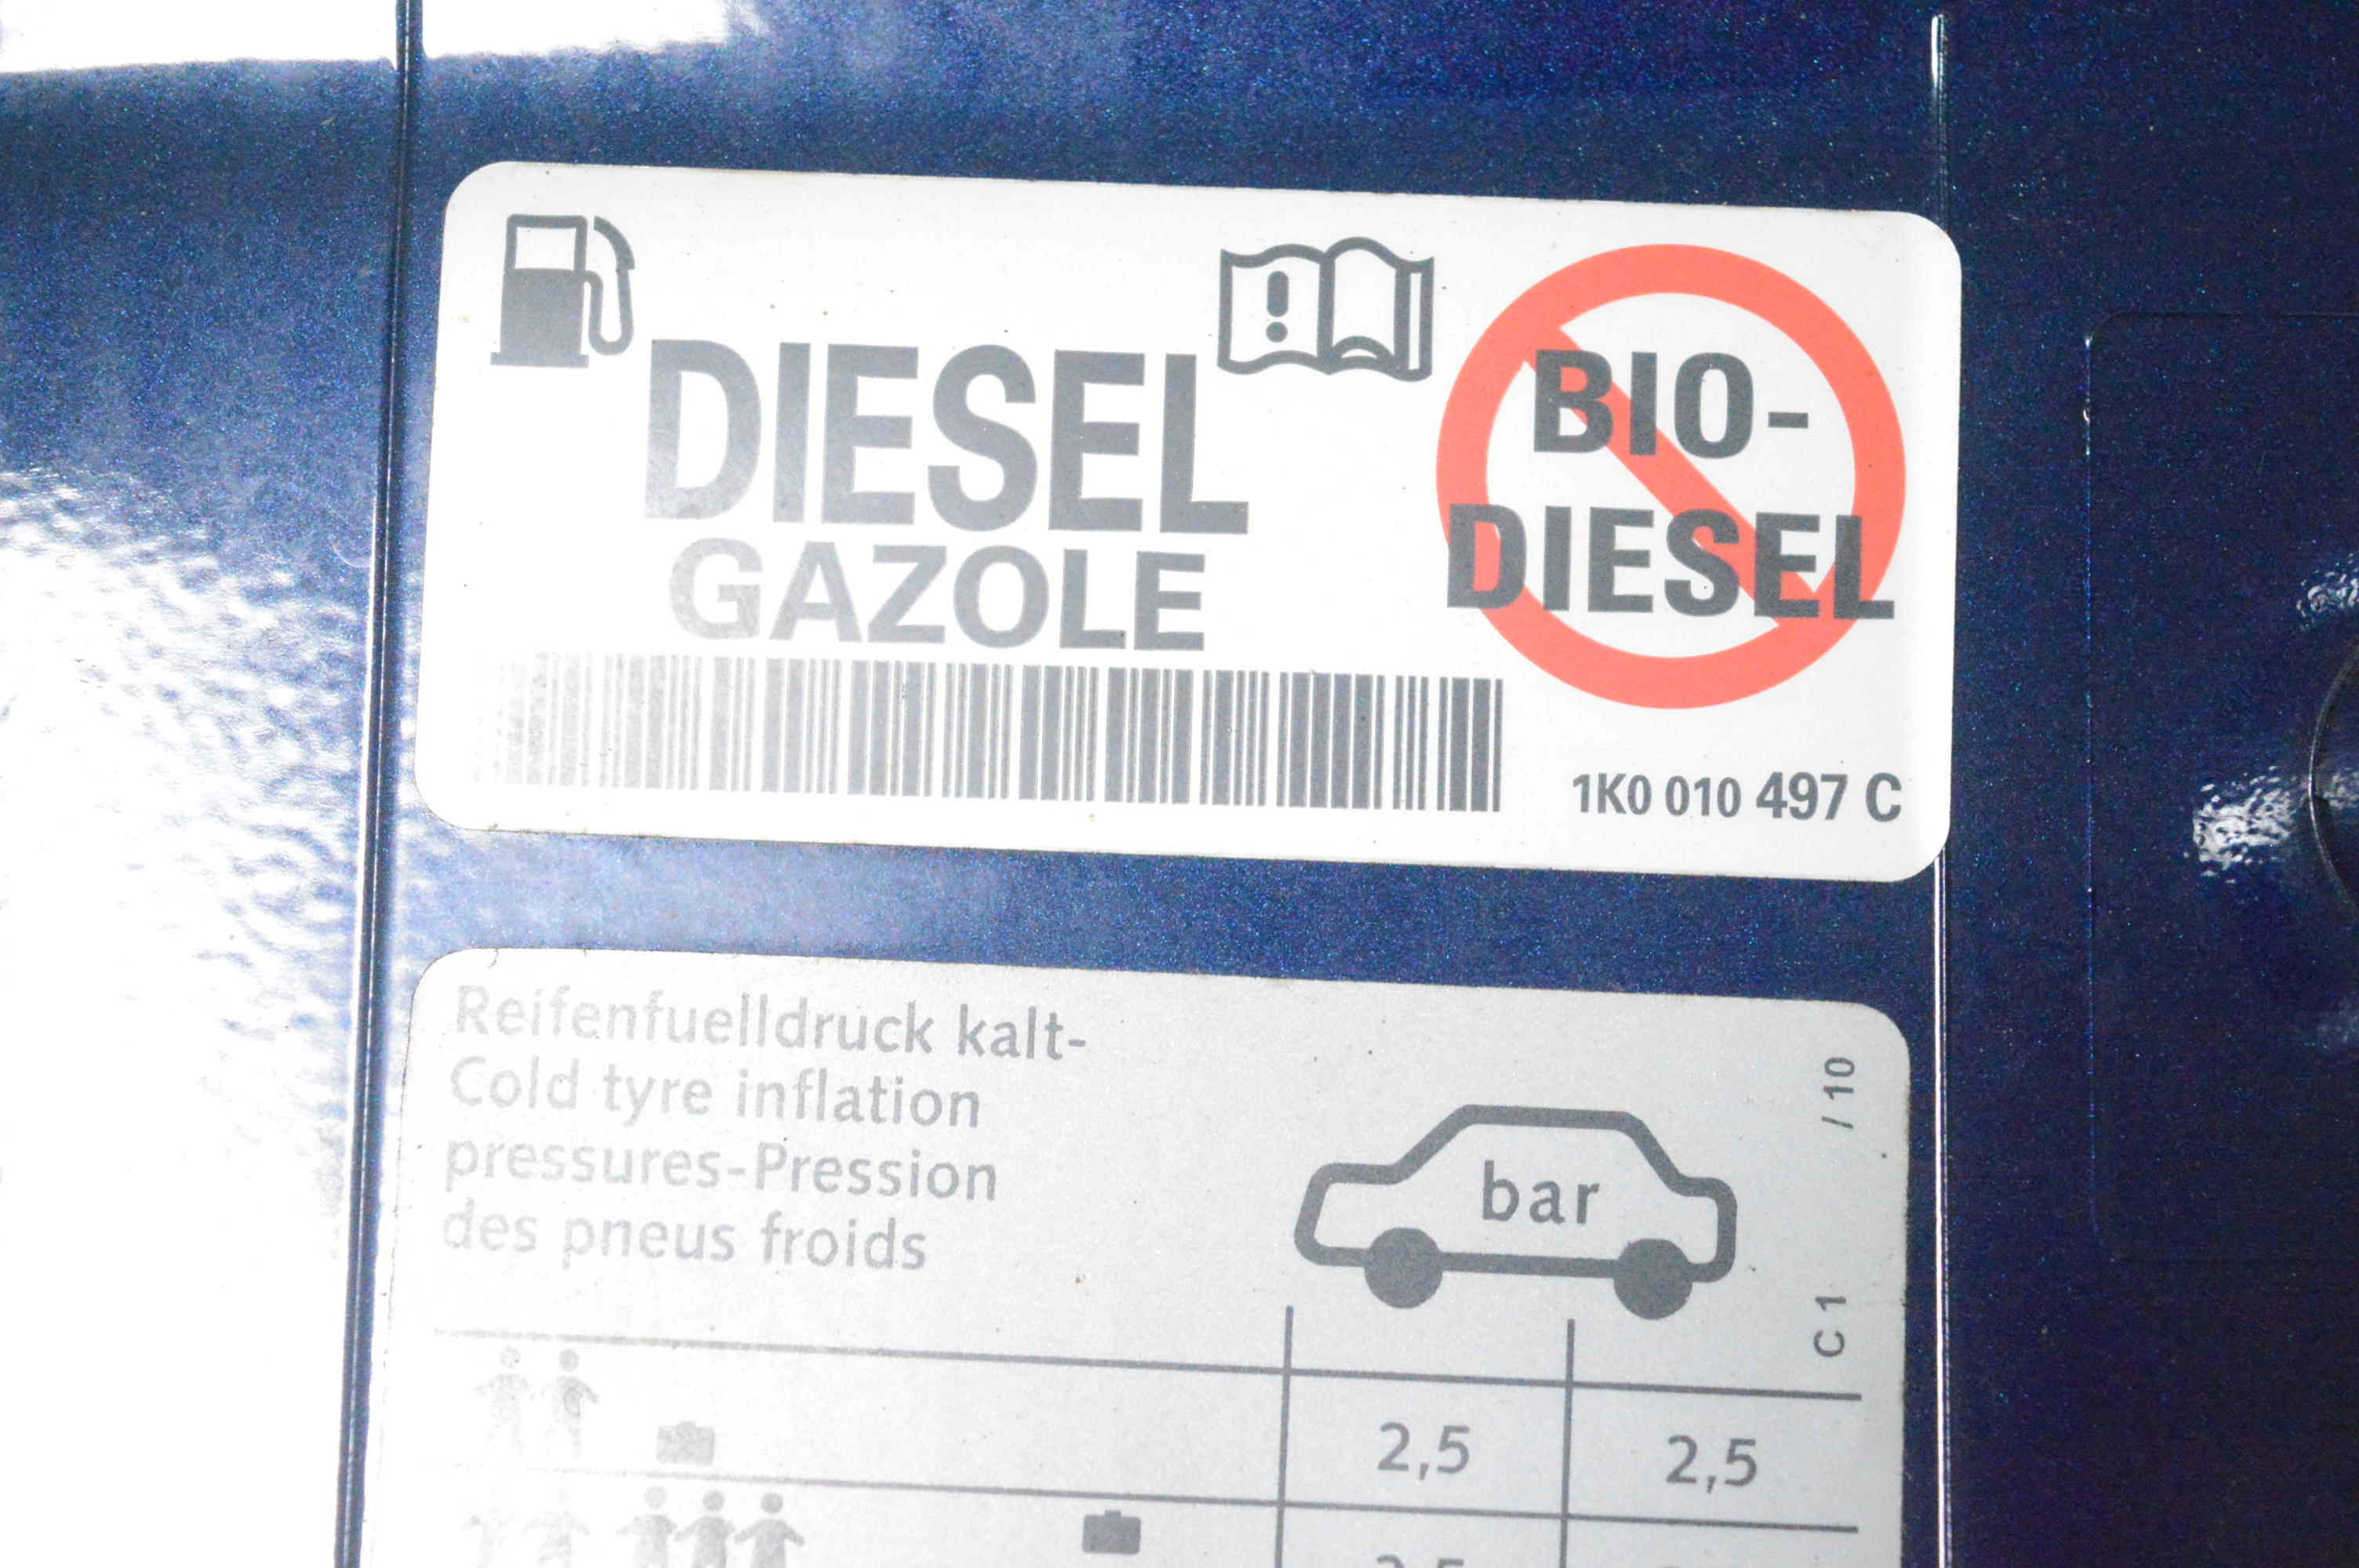 DIESEL
GAZOLE
BIO-
DIESEL
1K0 010 497 C
Reifenfuelldruck kalt-
Cold tyre inflation
pressures-Pression
des pneus froids
bar
/ 10
C 1
2,5 2,5